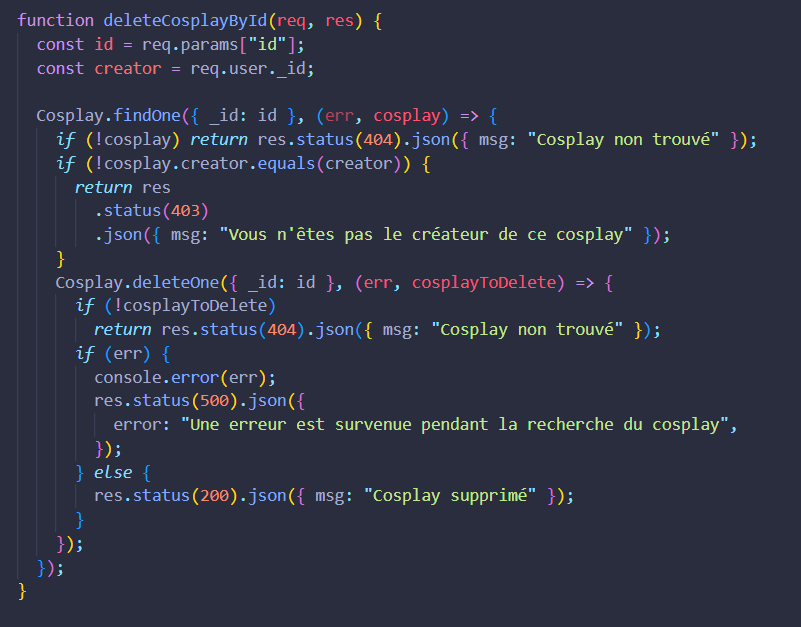 function deleteCosplayById(req, res) {
  const id = req.params["id"];
  const creator = req.user._id;

  Cosplay.findOne({ _id: id }, (err, cosplay) => {
    if (!cosplay) return res.status(404).json({ msg: "Cosplay non trouvé" });
    if (!cosplay.creator.equals(creator)) {
      return res
        .status(403)
        .json({ msg: "Vous n'êtes pas le créateur de ce cosplay" });
    }
    Cosplay.deleteOne({ _id: id }, (err, cosplayToDelete) => {
      if (!cosplayToDelete)
        return res.status(404).json({ msg: "Cosplay non trouvé" });
      if (err) {
        console.error(err);
        res.status(500).json({
          error: "Une erreur est survenue pendant la recherche du cosplay",
        });
      } else {
        res.status(200).json({ msg: "Cosplay supprimé" });
      }
    });
  });
}